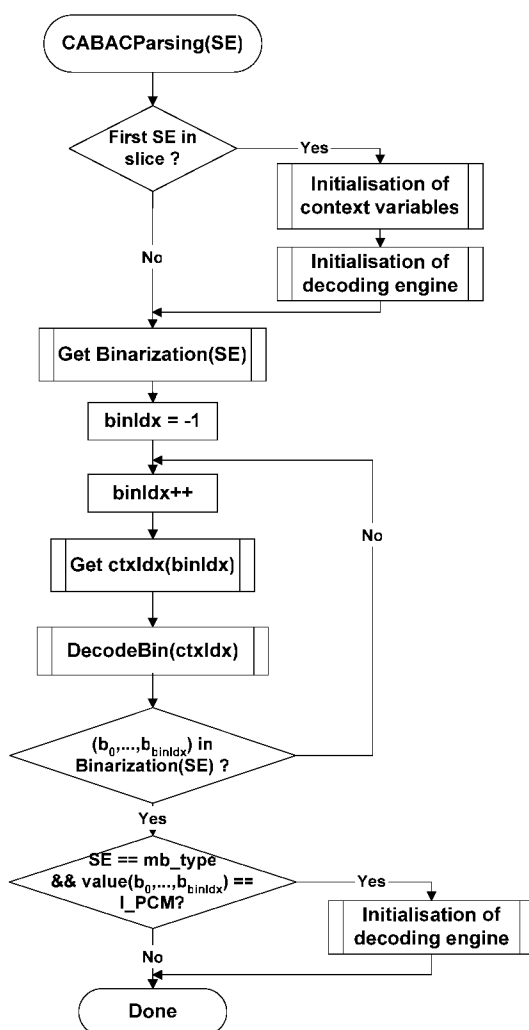 CABACParsing(SE)
First SE in
slice ?
Yes
Initialisation of
context variables
No
Initialisation of
decoding engine
Get Binarization(SE)
binIdx = -1
binIdx++
No
Get ctxIdx(binIdx)
DecodeBin(ctxIdx)
(b0,...,bbinIdx) in
Binarization(SE) ?
Yes
SE == mb_type
&& value(b0,...,bbinIdx) ==
I_PCM?
Yes
Initialisation of
decoding engine
No
Done